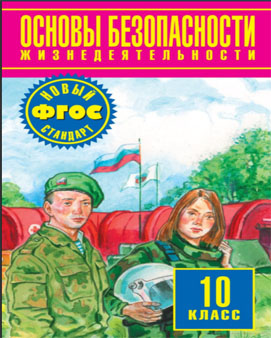 ОСНОВЫ БЕЗОПАСНОСТИ
ЖИЗНЕДЕЯТЕЛЬНОСТИ
НОВЫЙ
ФГОС
СТАНДАРТ
10
КЛАСС